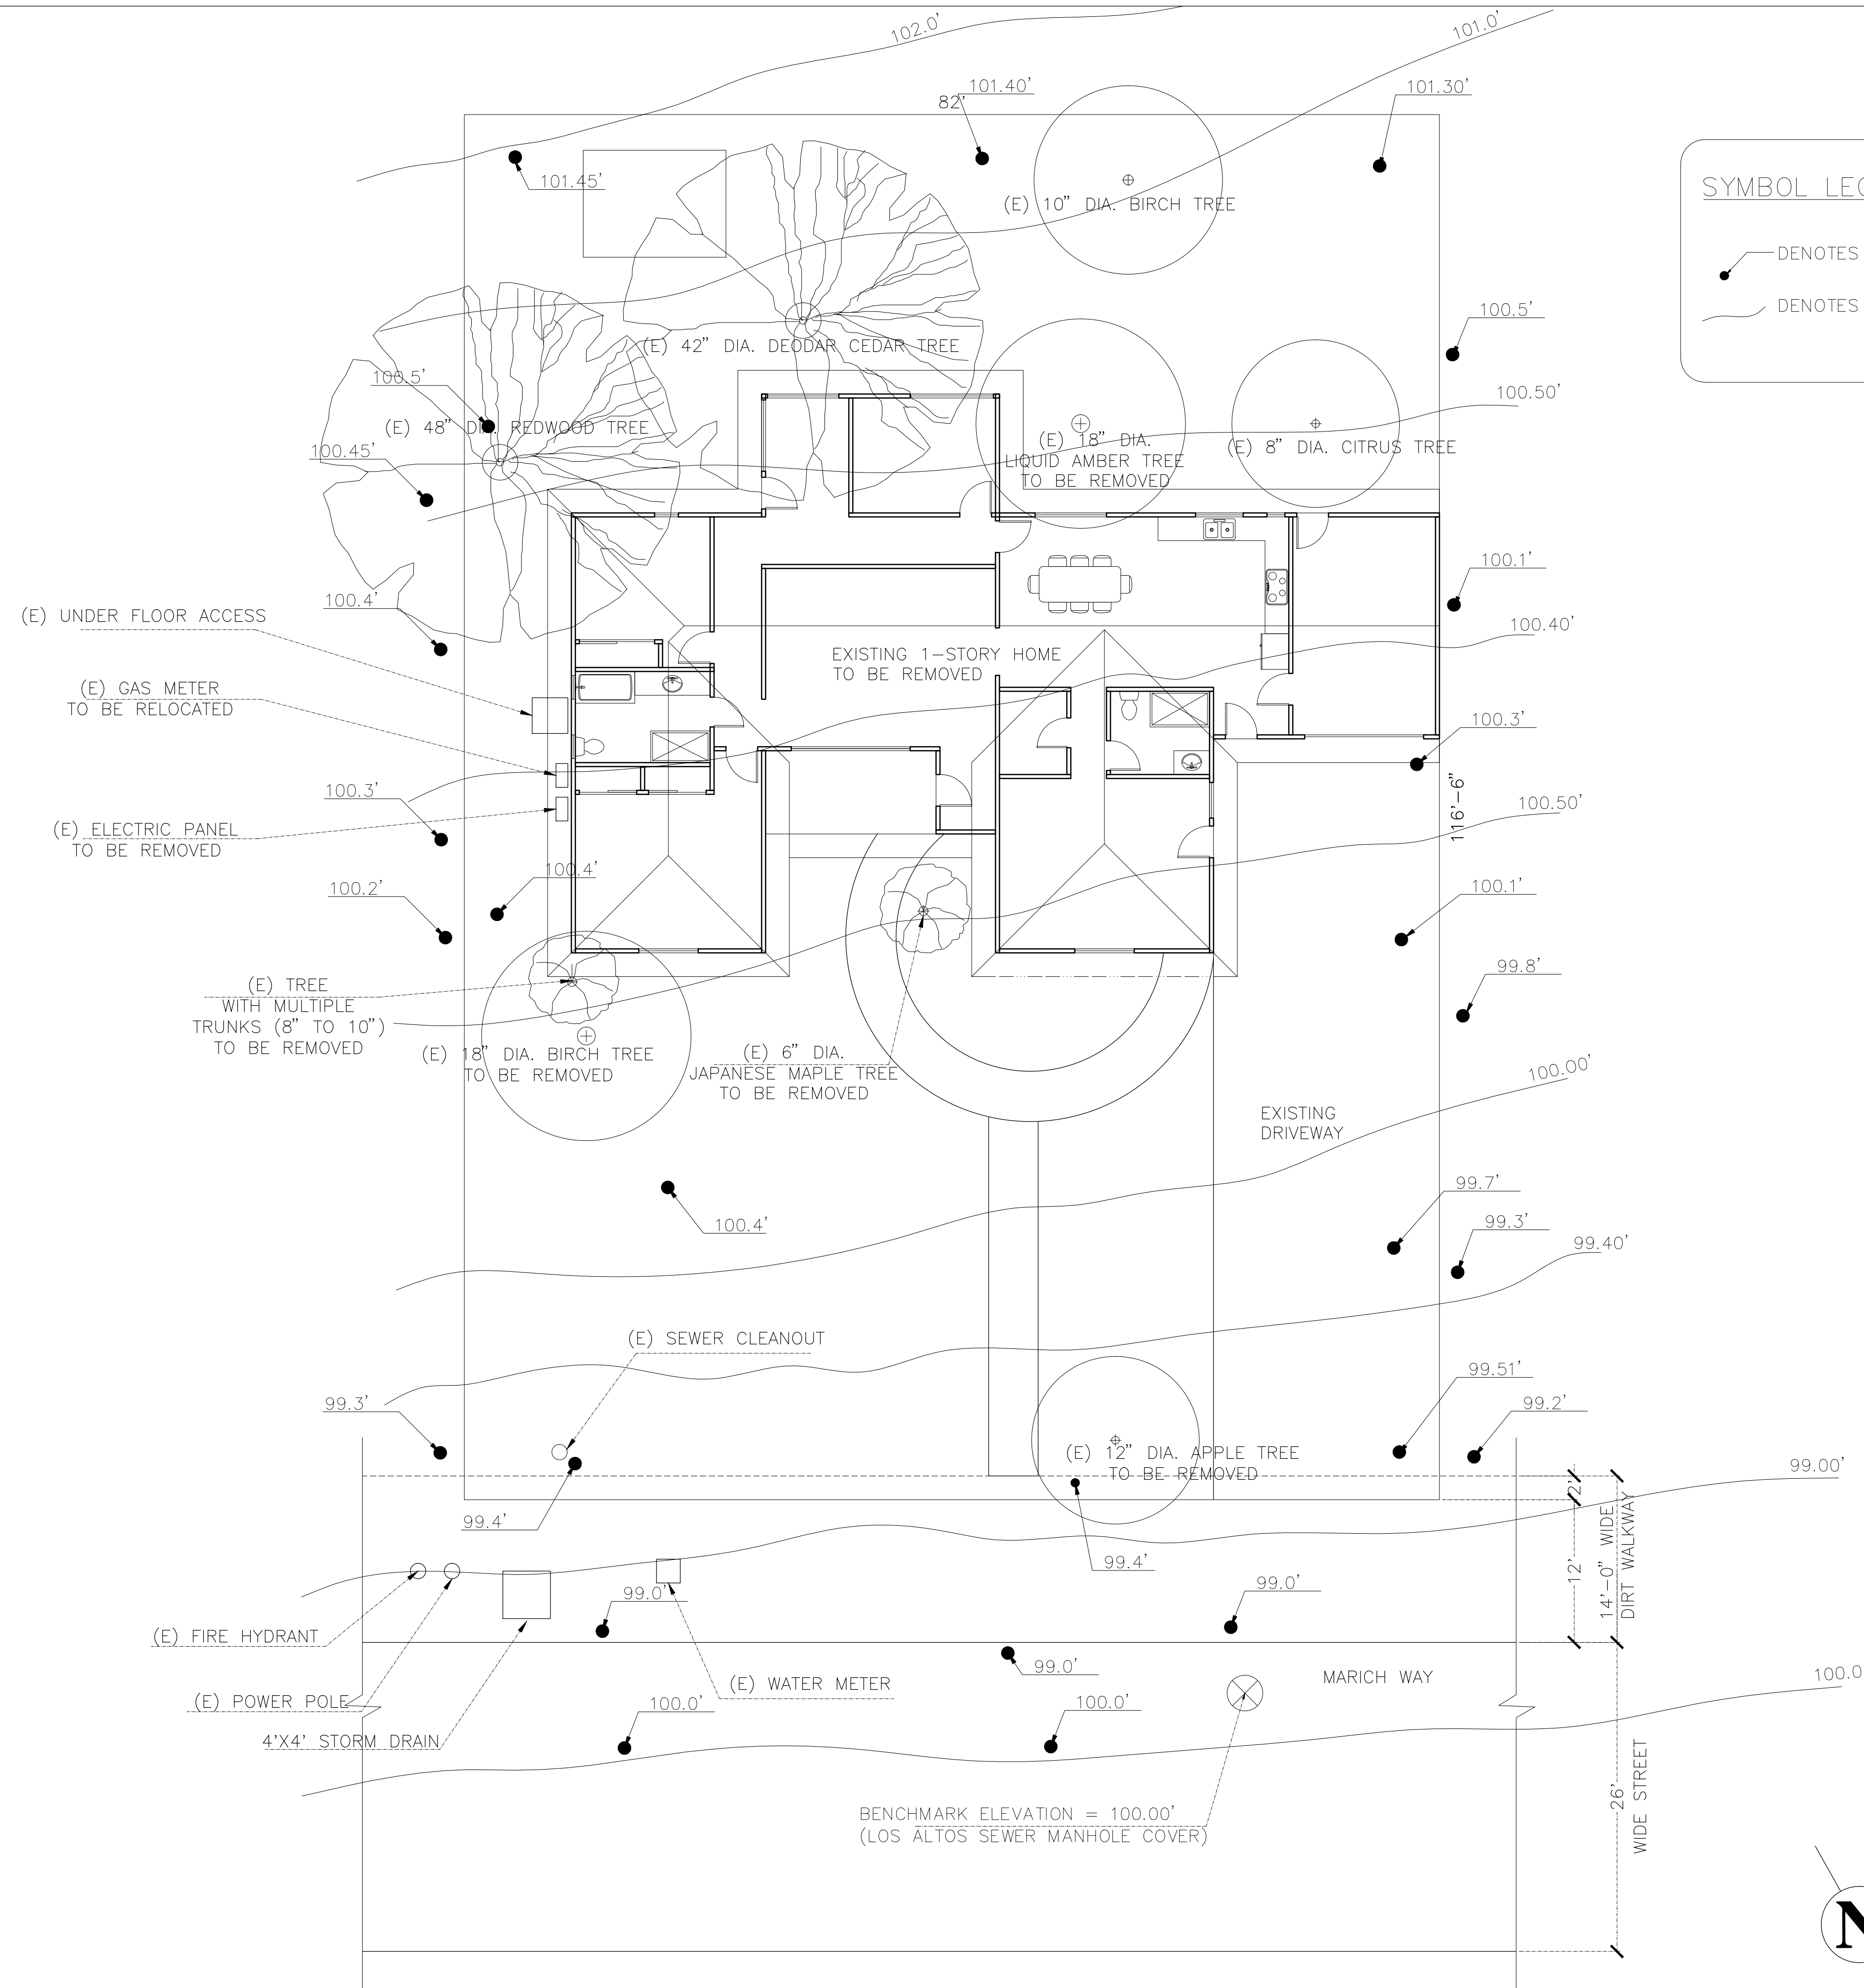 102.0'
101.0'
101.40'
82'
101.30'
101.45'
(E) 10" DIA. BIRCH TREE
DENOTES
DENOTES
100.5'
(E) 42" DIA. DEODAR CEDAR TREE
100.5'
100.50'
(E) 48" REDWOOD TREE
(E) 18" DIA.
LIQUID AMBER TREE
TO BE REMOVED
(E) 8" DIA. CITRUS TREE
100.45'
100.1'
100.4'
(E) UNDER FLOOR ACCESS
100.40'
EXISTING 1-STORY HOME
TO BE REMOVED
(E) GAS METER
TO BE RELOCATED
100.3'
100.3'
100.50'
116'-6"
(E) ELECTRIC PANEL
TO BE REMOVED
100.4'
100.2'
100.1'
99.8'
(E) TREE
WITH MULTIPLE
TRUNKS (8" TO 10")
TO BE REMOVED
(E) 18" DIA. BIRCH TREE
TO BE REMOVED
(E) 6" DIA.
JAPANESE MAPLE TREE
TO BE REMOVED
100.00'
EXISTING
DRIVEWAY
99.7'
99.3'
100.4'
99.40'
(E) SEWER CLEANOUT
99.51'
99.3'
99.2'
(E) 12" DIA. APPLE TREE
TO BE REMOVED
99.00'
2'
99.4'
99.4'
12'
14'-0" WIDE
DIRT WALKWAY
99.0'
99.0'
(E) FIRE HYDRANT
99.0'
MARICH WAY
100.0
(E) WATER METER
(E) POWER POLE
100.0'
100.0'
4'X4' STORM DRAIN
26'
WIDE STREET
BENCHMARK ELEVATION = 100.00'
(LOS ALTOS SEWER MANHOLE COVER)
SYMBOL
N